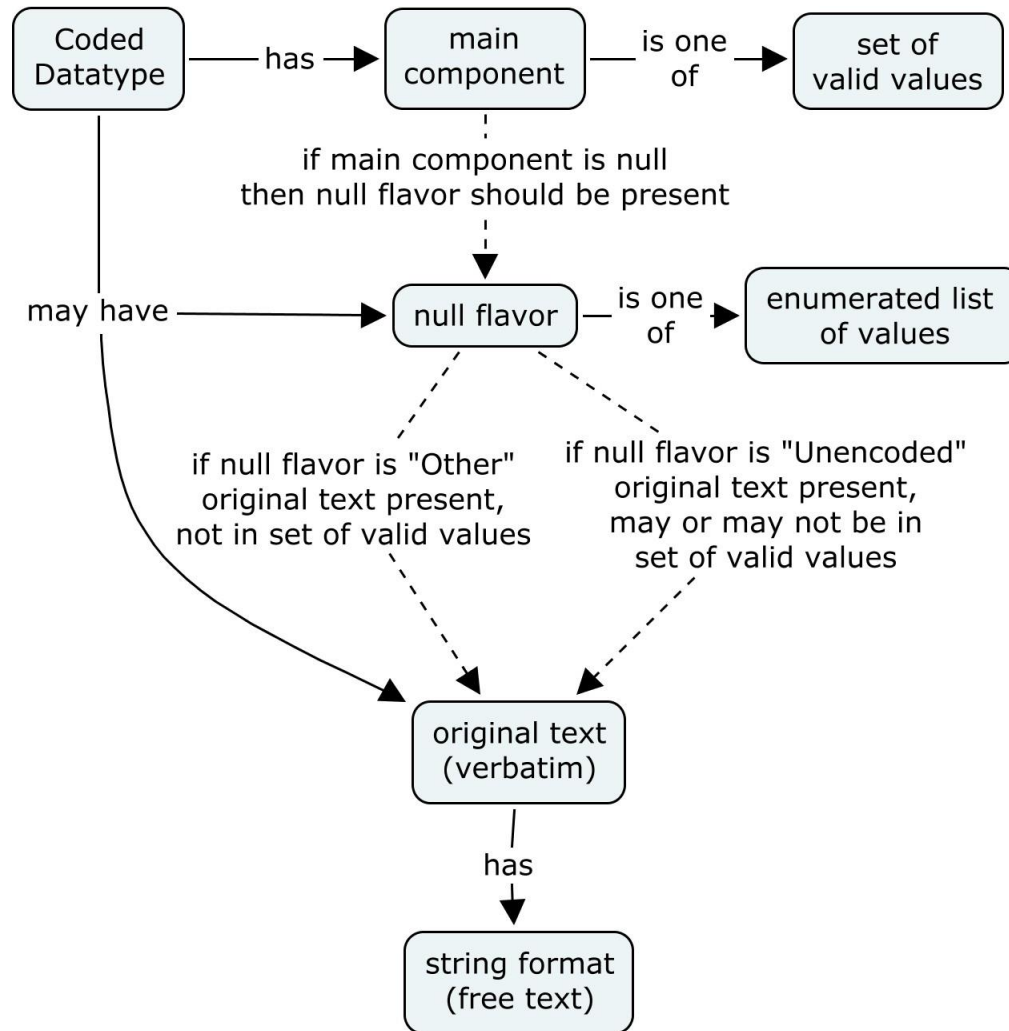 Coded
Datatype
has
main
component
is one
of
set of
valid values
if main component is null
then null flavor should be present
may have
null flavor
is one
of
enumerated list
of values
if null flavor is "Other"
original text present,
not in set of valid values
if null flavor is "Unencoded"
original text present,
may or may not be in
set of valid values
original text
(verbatim)
has
string format
(free text)